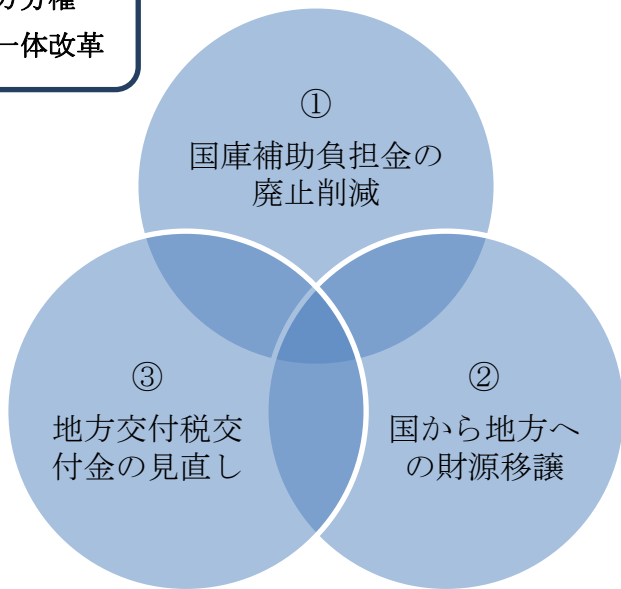 分権
一体改革
①
国庫補助負担金の
廃止削減
③
地方交付税交
付金の見直し
②
国から地方へ
の財源移譲